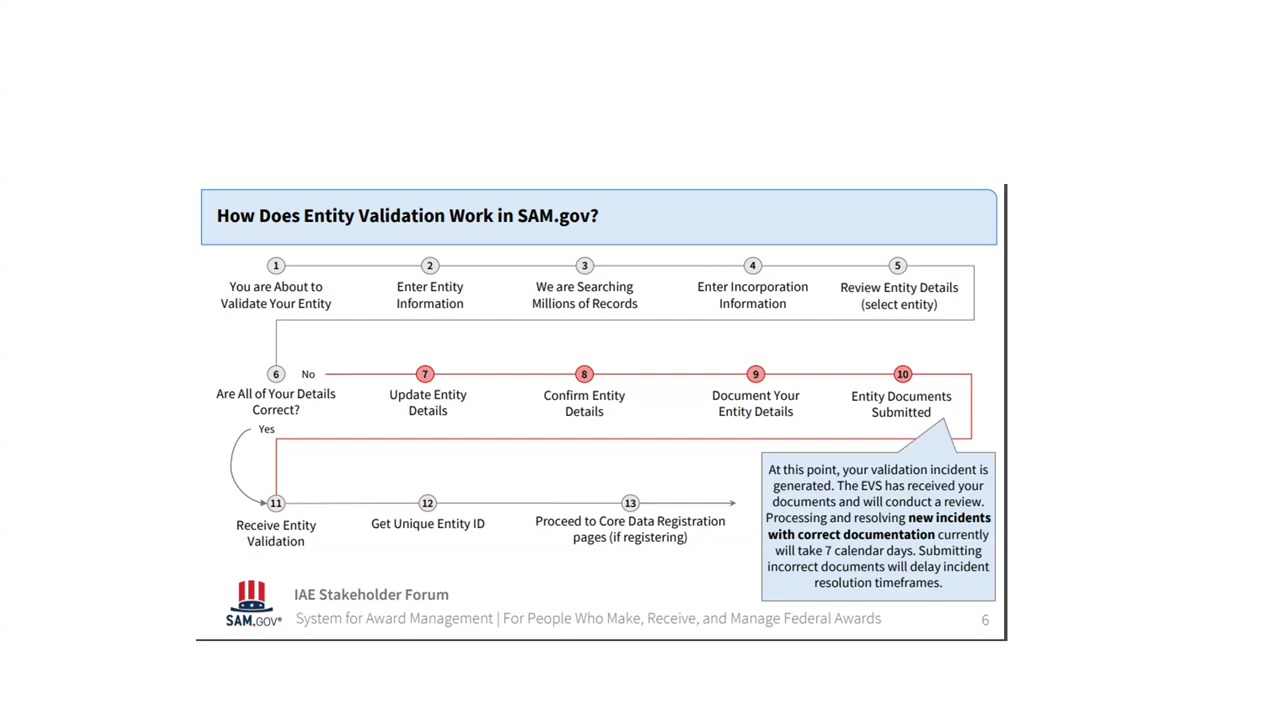 How Does Entity Validation Work in SAM.gov?
1
2
3
4
5
You are About to
Validate Your Entity
Enter Entity
Information
We are Searching
Millions of Records
Enter Incorporation
Information
Review Entity Details
(select entity)
6
No
7
8
9
10
Are All of Your Details
Correct?
Update Entity
Details
Confirm Entity
Details
Document Your
Entity Details
Entity Documents
Submitted
Yes
At this point, your validation incident is
generated. The EVS has received your
documents and will conduct a review.
Processing and resolving new incidents
with correct documentation currently
will take 7 calendar days. Submitting
incorrect documents will delay incident
resolution timeframes.
11
12
13
Receive Entity
Validation
Get Unique Entity ID
Proceed to Core Data Registration
pages (if registering)
SAM.GOV®
IAE Stakeholder Forum
System for Award Management | For People Who Make, Receive, and Manage Federal Awards
6